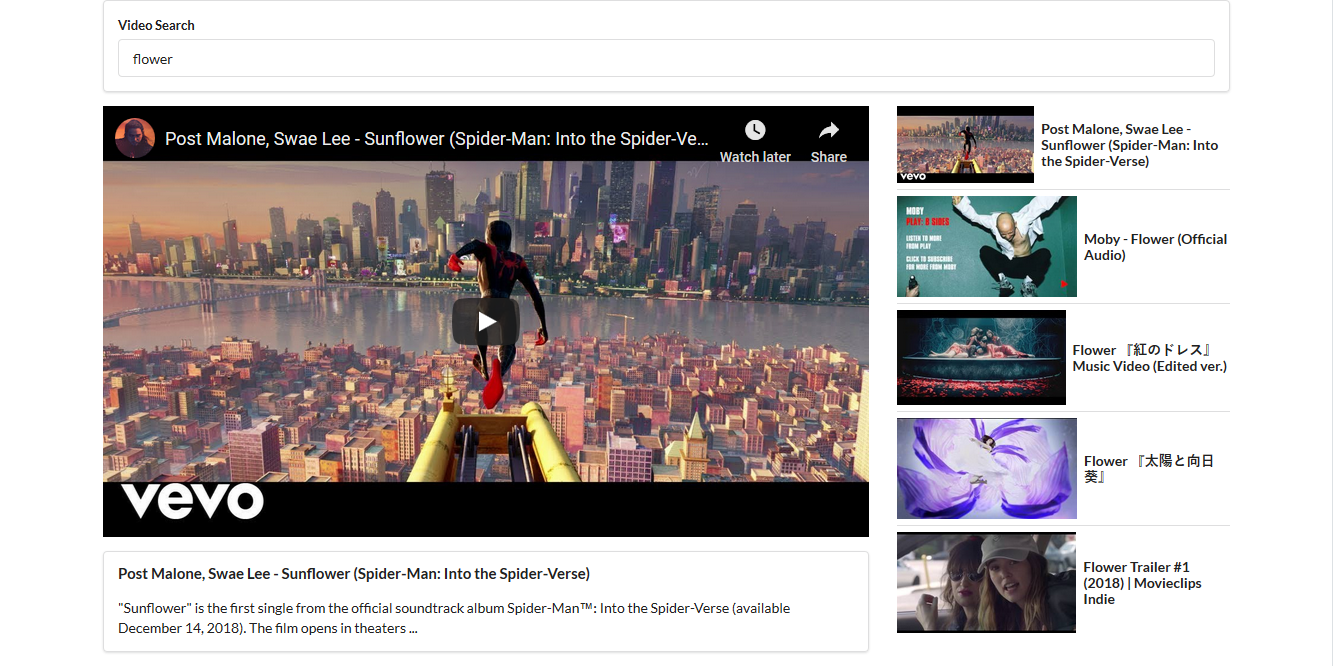 Video Search
flower
Post Malone, Swae Lee - Sunflower (Spider-Man: Into the Spider-Ve...
Watch later
Share
vevo
Post Malone, Swae Lee - Sunflower (Spider-Man: Into the Spider-Verse)
"Sunflower" is the first single from the official soundtrack album Spider-Man™: Into the Spider-Verse (available
December 14, 2018). The film opens in theaters ...
vevo
Post Malone, Swae Lee -
Sunflower (Spider-Man: Into
the Spider-Verse)
MOBY
PLAY: B SIDES
LISTEN TO MORE
FROM PLAY
CLICK TO SUBSCRIBE
FOR MORE FROM MOBY
Moby - Flower (Official
Audio)
Flower 『紅のドレス』
Music Video (Edited ver.)
Flower 『太陽と向日
葵』
Flower Trailer #1
(2018) | Movieclips
Indie